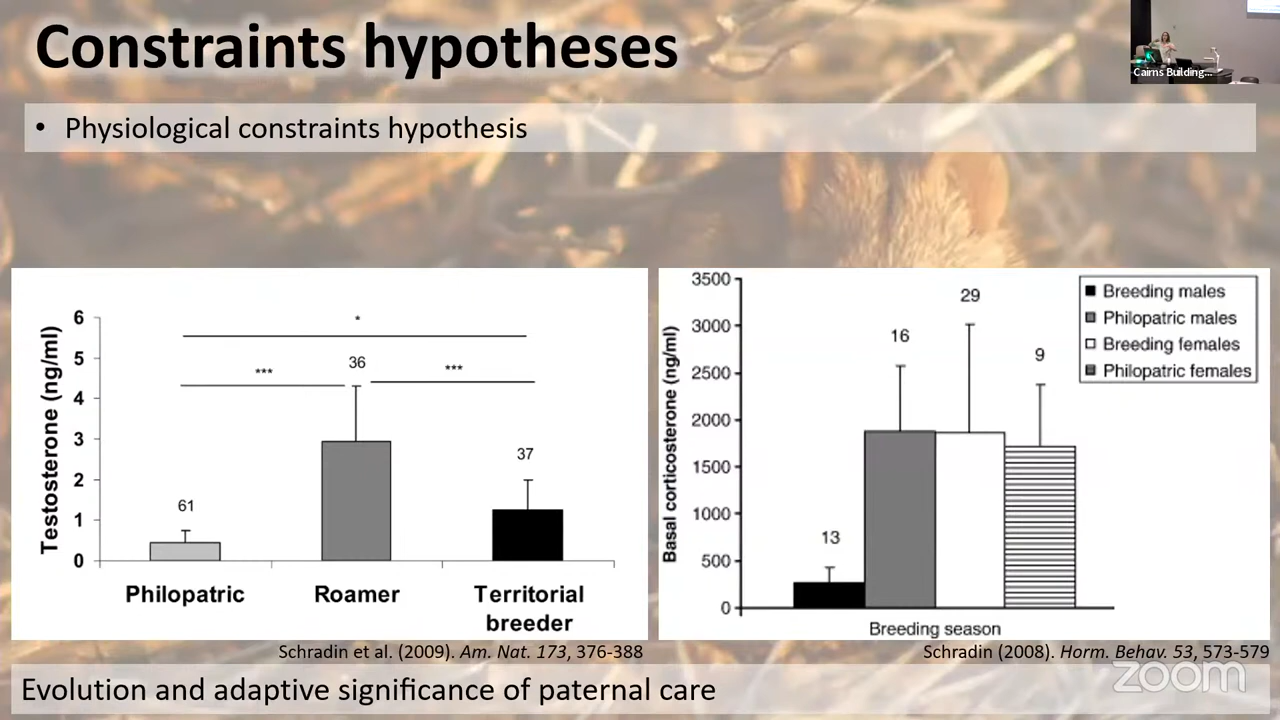 Constraints hypotheses
Cairns Building...
• Physiological constraints hypothesis
Testosterone (ng/ml)
6
5
4
3
2
1
0
*
***
***
61
36
37
Philopatric
Roamer
Territorial
breeder
Schradin et al. (2009). Am. Nat. 173, 376-388
Basal corticosterone (ng/ml)
3500
3000
2500
2000
1500
1000
500
0
13
16
29
9
Breeding males
Philopatric males
Breeding females
Philopatric females
Breeding season
Schradin (2008). Horm. Behav. 53, 573-579
Evolution and adaptive significance of paternal care
zoom